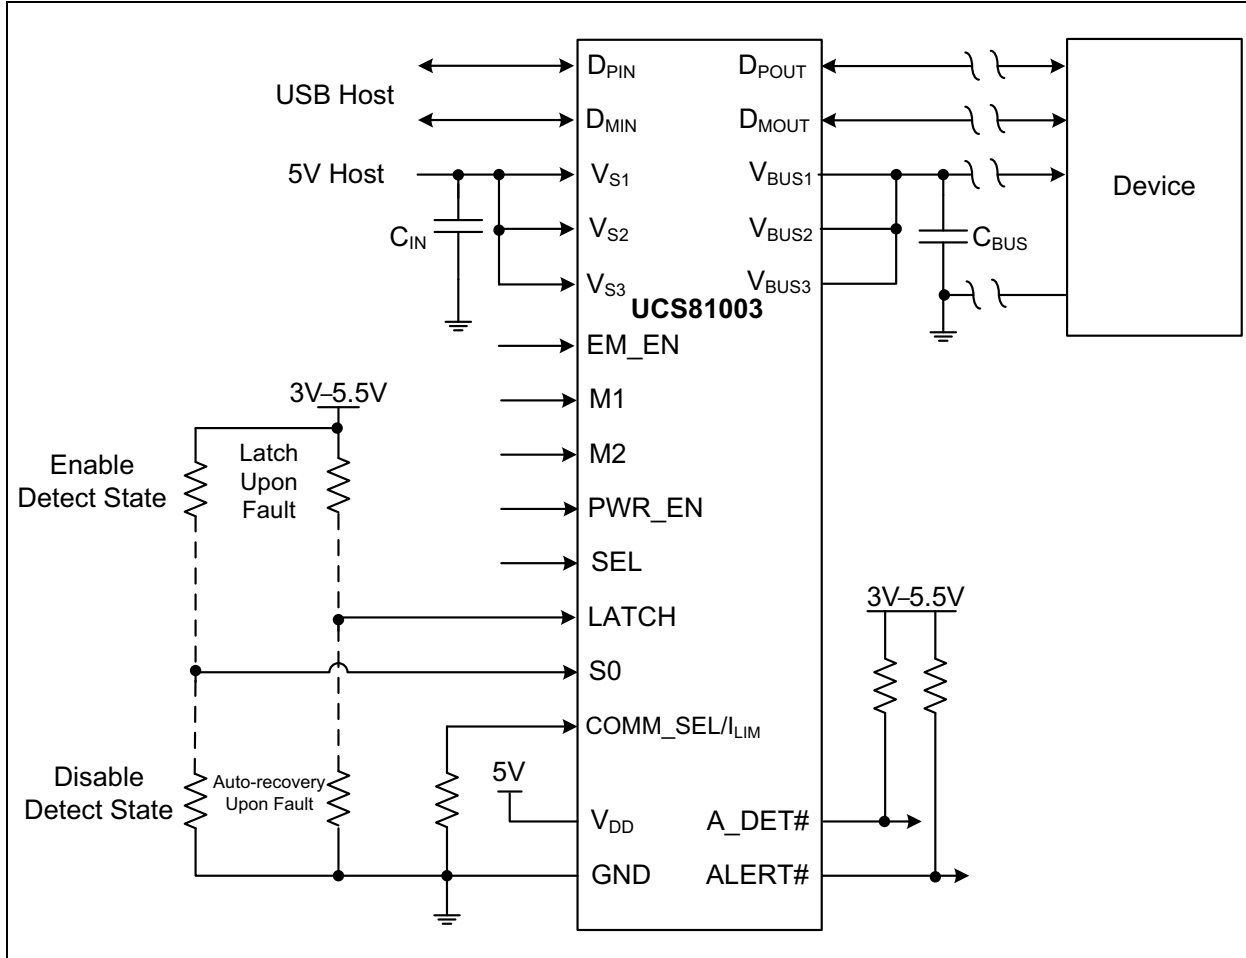 USB Host
5V Host
D_PIN
D_MIN
V_S1
V_S2
V_S3
C_IN
D_POUT
D_MOUT
V_BUS1
V_BUS2
V_BUS3
C_BUS
Device
UCS81003
EM_EN
M1
M2
PWR_EN
SEL
LATCH
S0
COMM_SEL/I_LIM
V_DD
GND
A_DET#
ALERT#
3V–5.5V
Enable
Detect State
Latch
Upon
Fault
Disable
Detect State
Auto-recovery
Upon Fault
5V
3V–5.5V